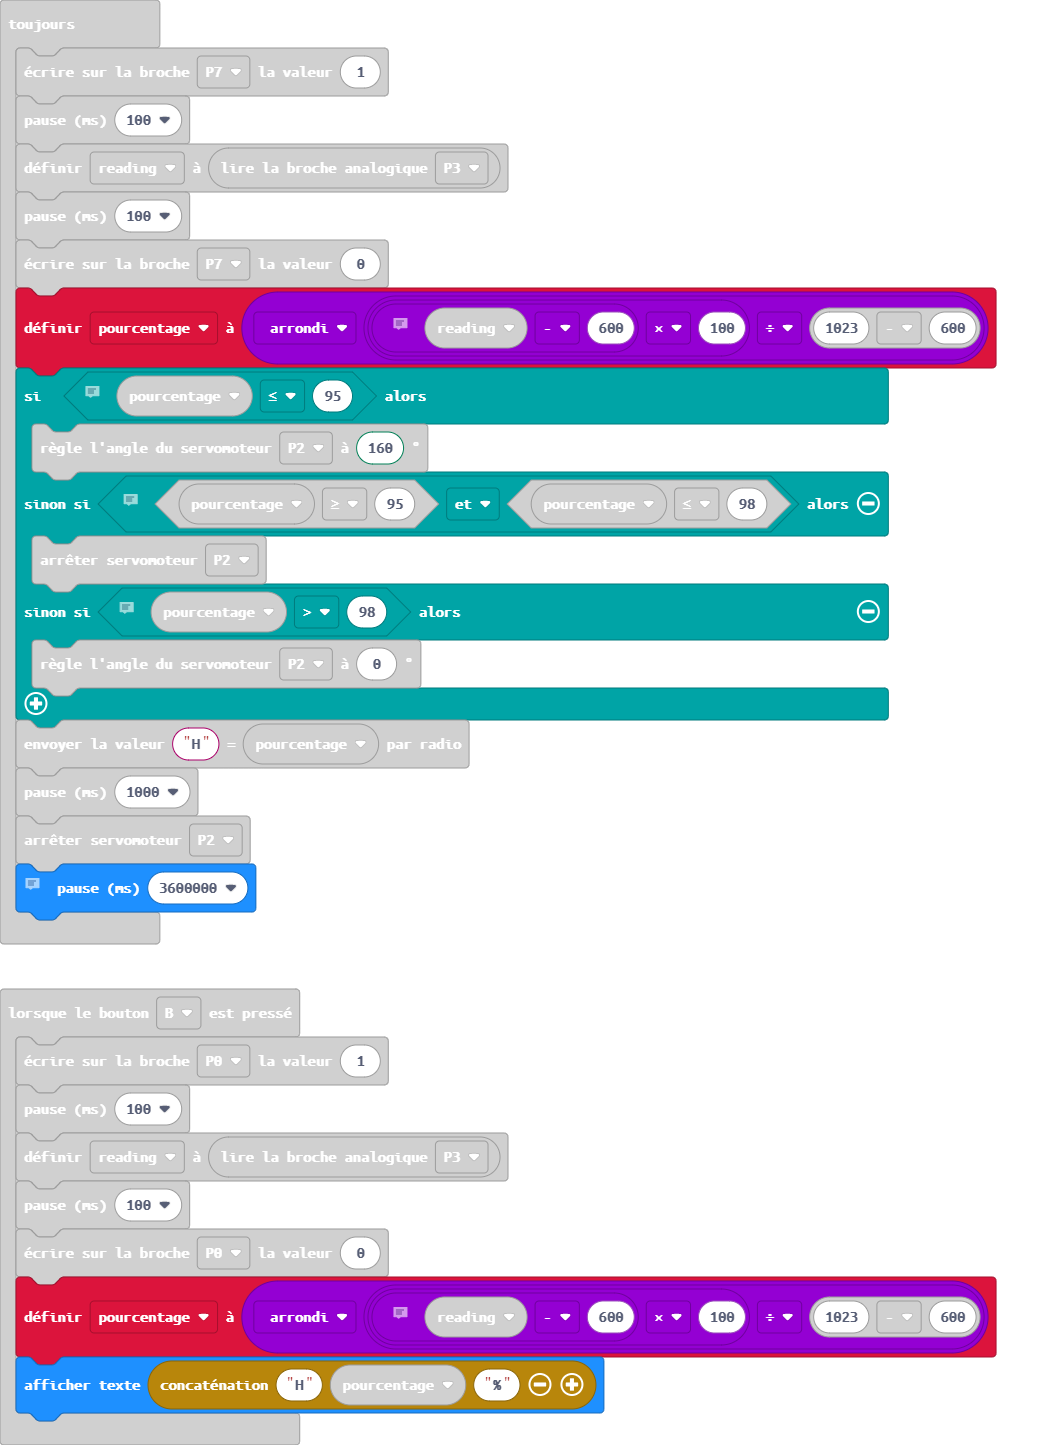 toujours
écrire sur la broche P7 la valeur 1
pause (ms) 100
définir reading à lire la broche analogique P3
pause (ms) 100
écrire sur la broche P7 la valeur 0
définir pourcentage à arrondi reading - 600 x 100 ÷ 1023 - 600
si pourcentage ≤ 95 alors
règle l'angle du servomoteur P2 à 160 °
sinon si pourcentage ≥ 95 et pourcentage ≤ 98 alors
arrêter servomoteur P2
sinon si pourcentage > 98 alors
règle l'angle du servomoteur P2 à 0 °
envoyer la valeur "H" = pourcentage par radio
pause (ms) 1000
arrêter servomoteur P2
pause (ms) 3600000
lorsque le bouton B est pressé
écrire sur la broche P0 la valeur 1
pause (ms) 100
définir reading à lire la broche analogique P3
pause (ms) 100
écrire sur la broche P0 la valeur 0
définir pourcentage à arrondi reading - 600 x 100 ÷ 1023 - 600
afficher texte concaténation "H" pourcentage "%"